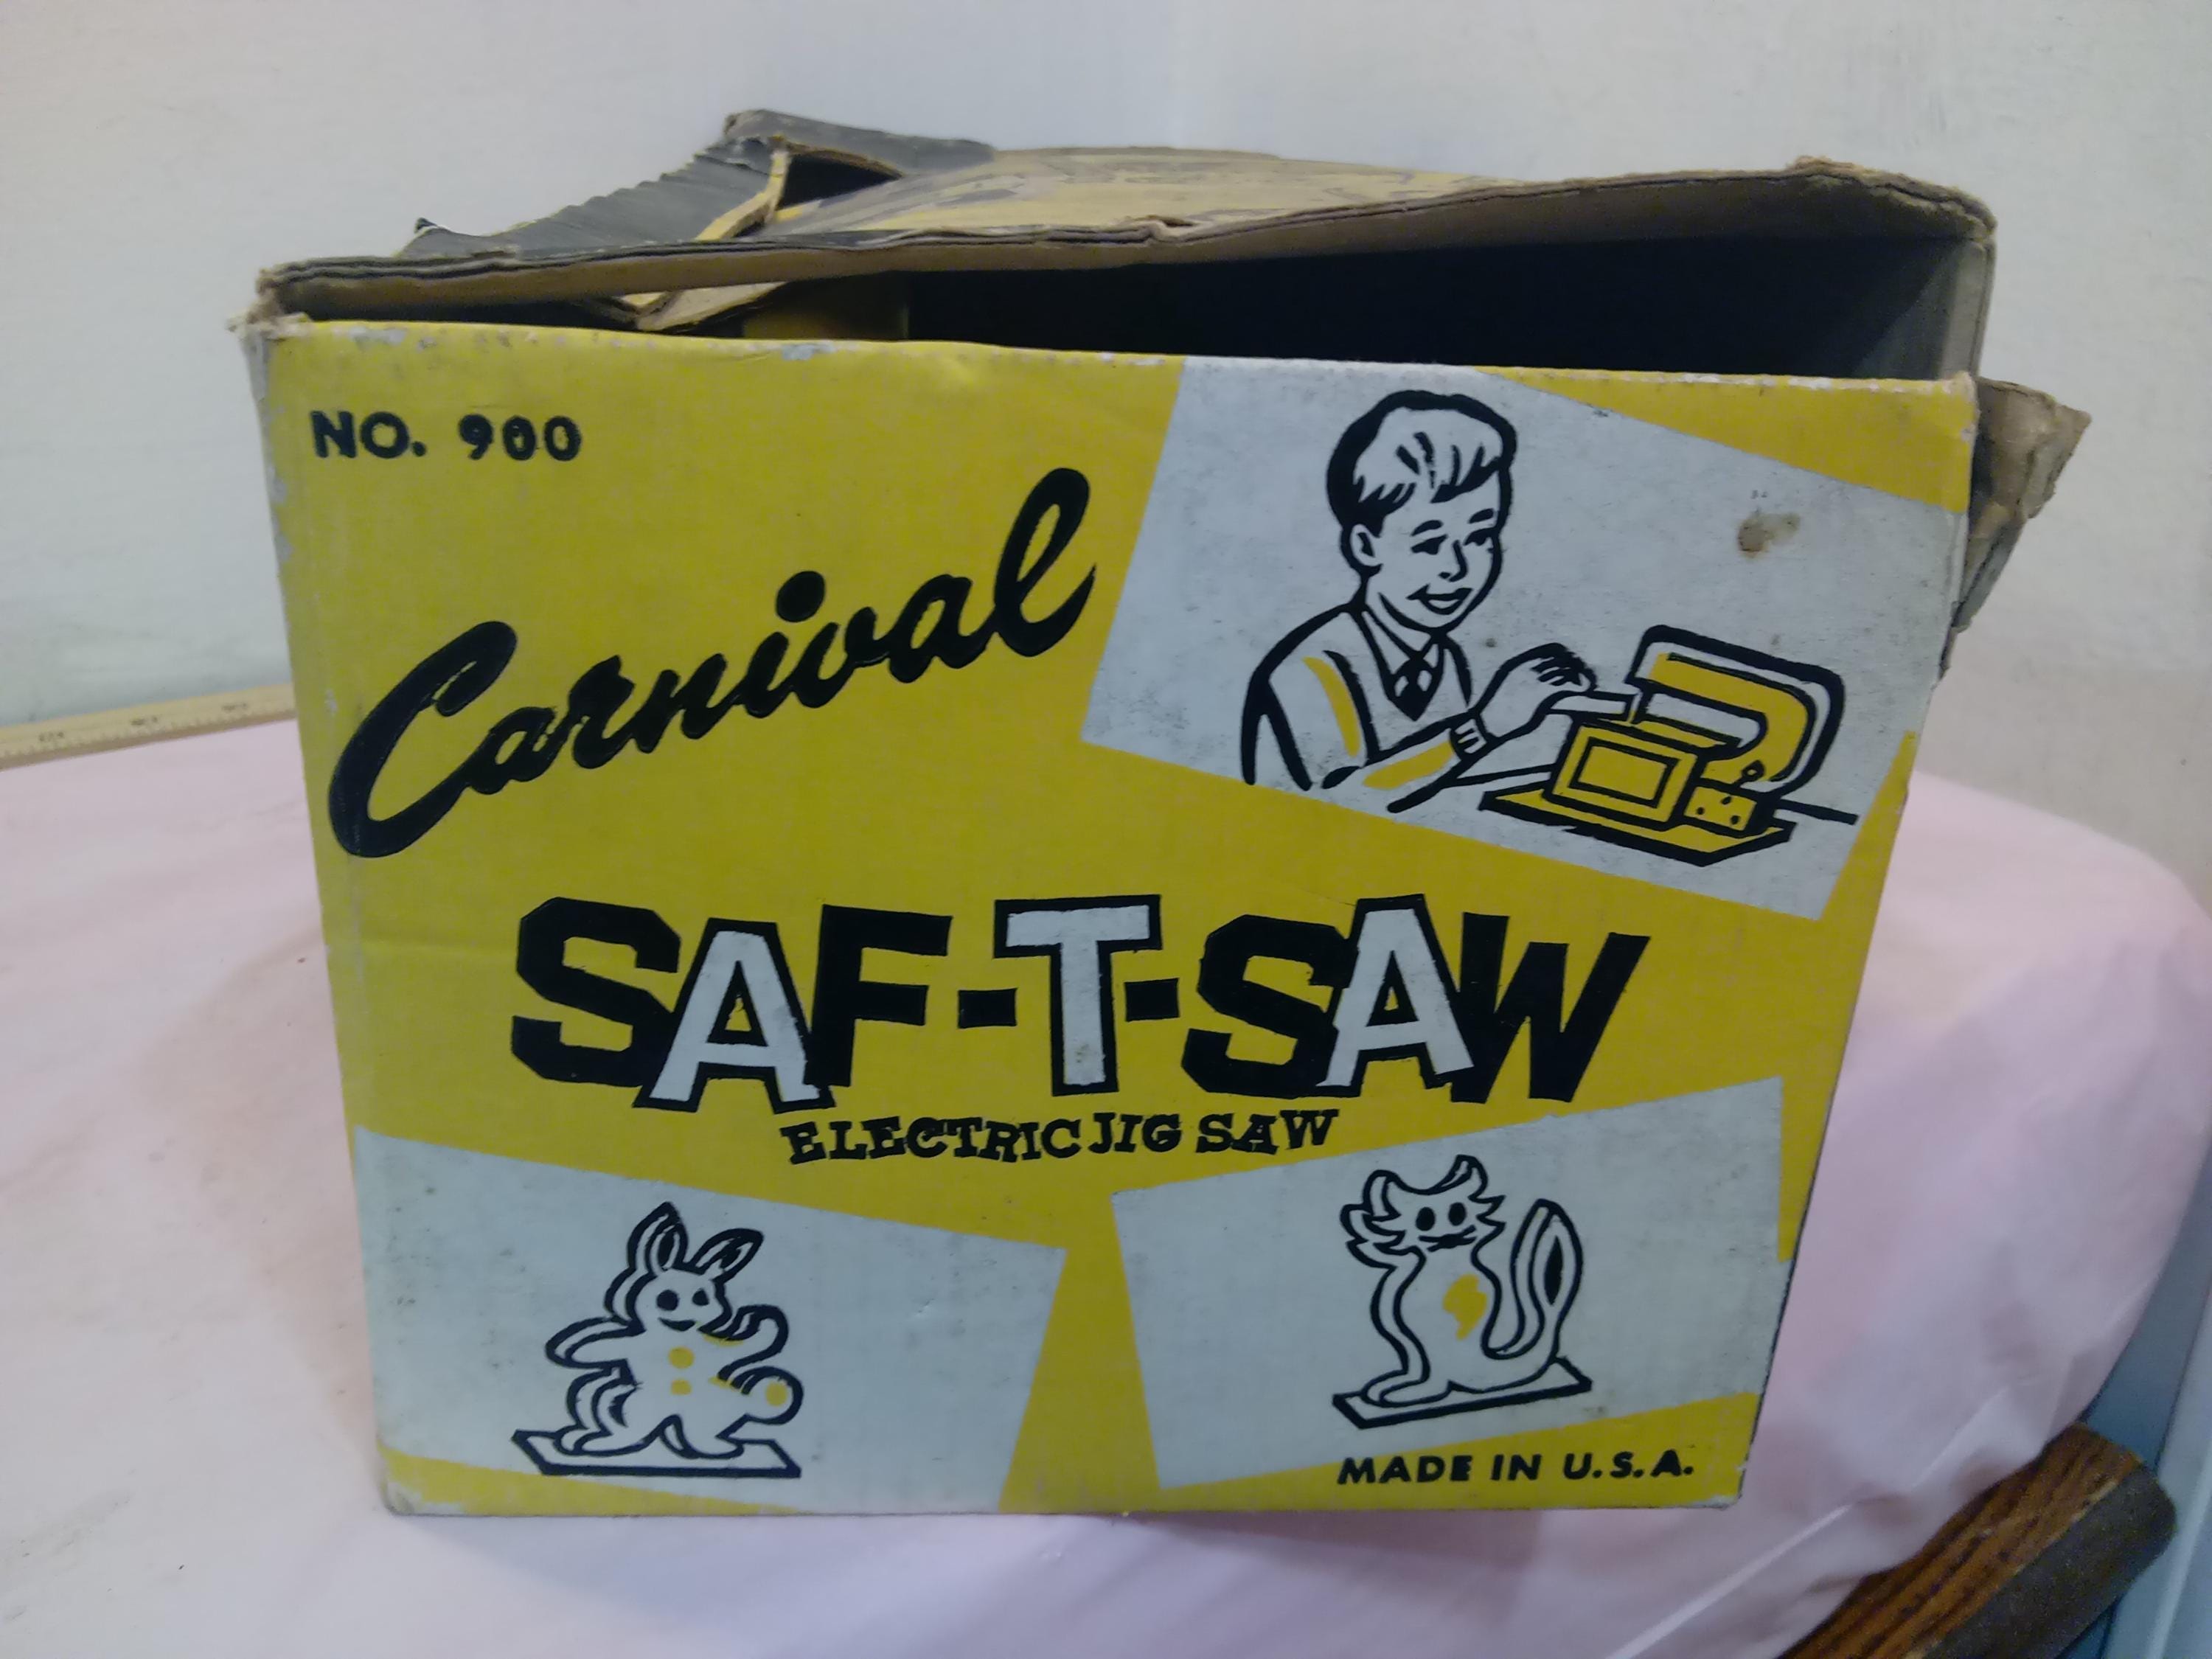 NO. 900
Carnival
SAF-T-SAW
ELECTRIC JIG SAW
MADE IN U.S.A.